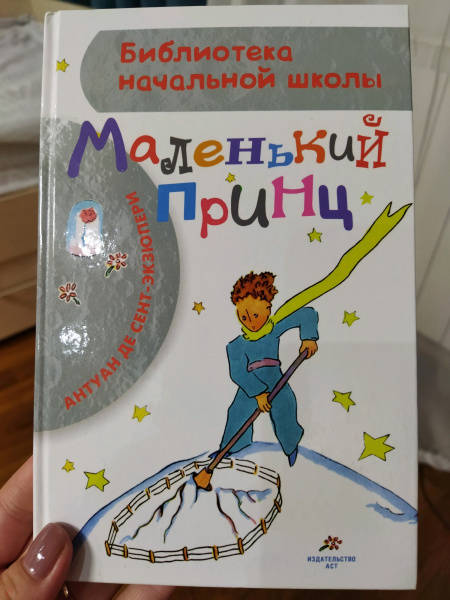 Библиотека
начальной школы
Маленький
принц
АНТУАН ДЕ СЕНТ-ЭКЗЮПЕРИ
ИЗДАТЕЛЬСТВО
АСТ